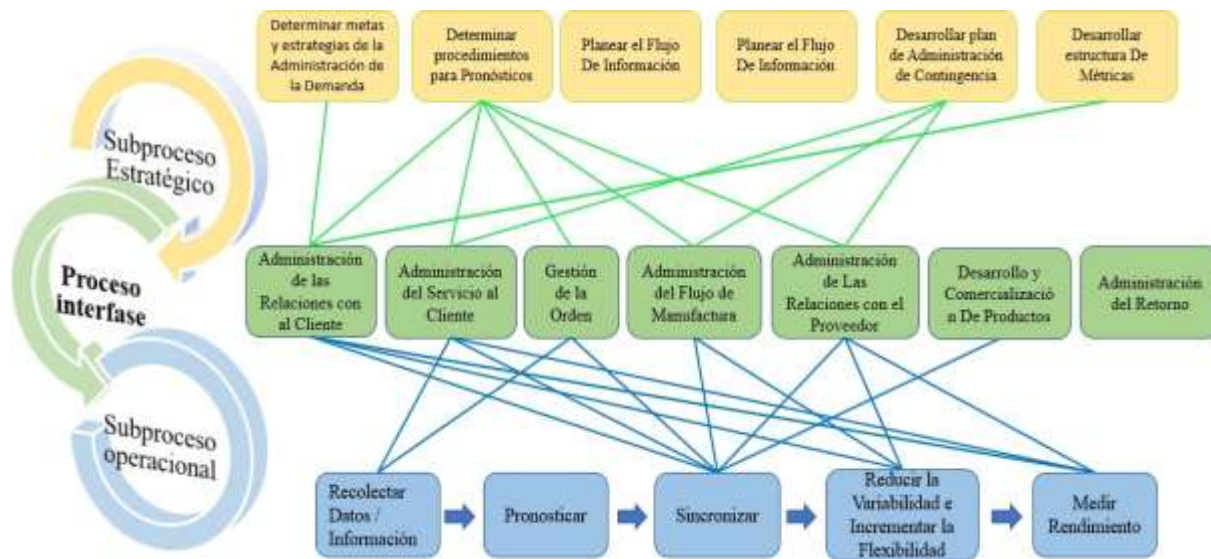 Determinar metas
y estrategias de la
Administración de
la Demanda
Determinar
procedimientos
para Pronósticos
Planear el Flujo
De Información
Planear el Flujo
De Información
Desarrollar plan
de Administración
de Contingencia
Desarrollar
estructura De
Métricas
Subproceso
Estratégico
Proceso
interfase
Subproceso
operacional
Administración
de las
Relaciones con
al Cliente
Administración
del Servicio al
Cliente
Gestión
de la
Orden
Administración
del Flujo de
Manufactura
Administración
de Las
Relaciones con el
Proveedor
Desarrollo y
Comercializació
n De Productos
Administración
del Retorno
Recolectar
Datos /
Información
Pronosticar
Sincronizar
Reducir la
Variabilidad e
Incrementar la
Flexibilidad
Medir
Rendimiento